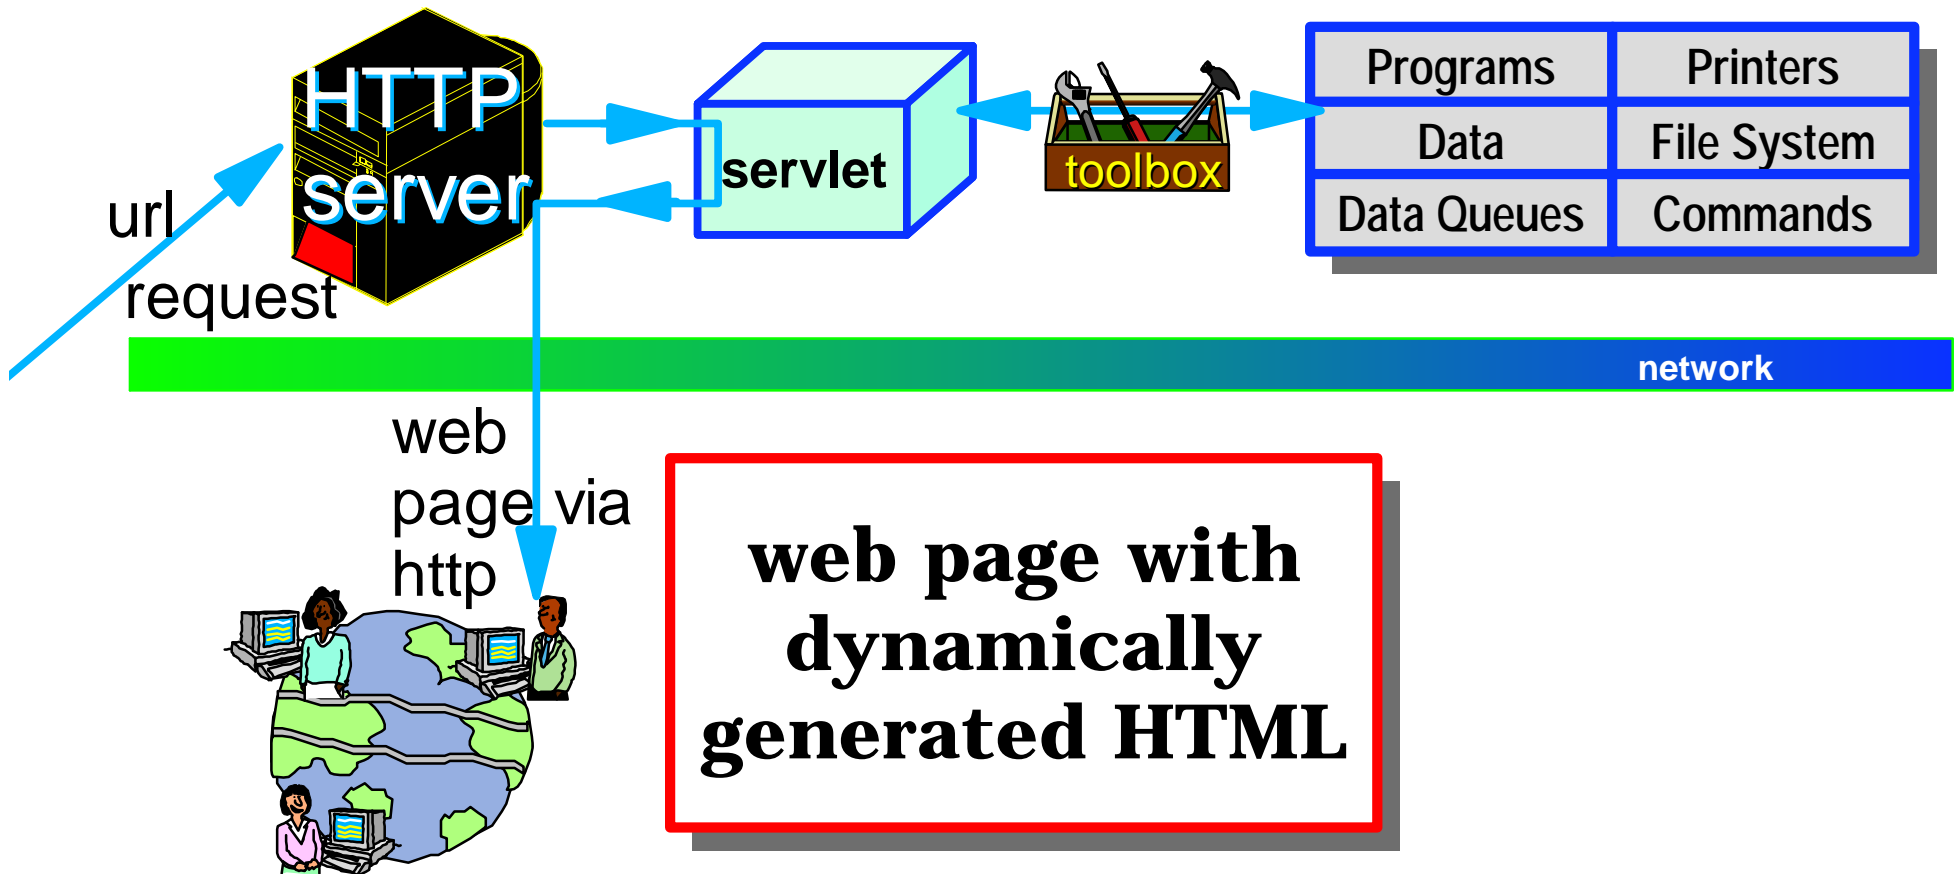 HTTP
server
url
request
servlet
toolbox
Programs
Printers
Data
File System
Data Queues
Commands
network
web
page via
http
web page with
dynamically
generated HTML